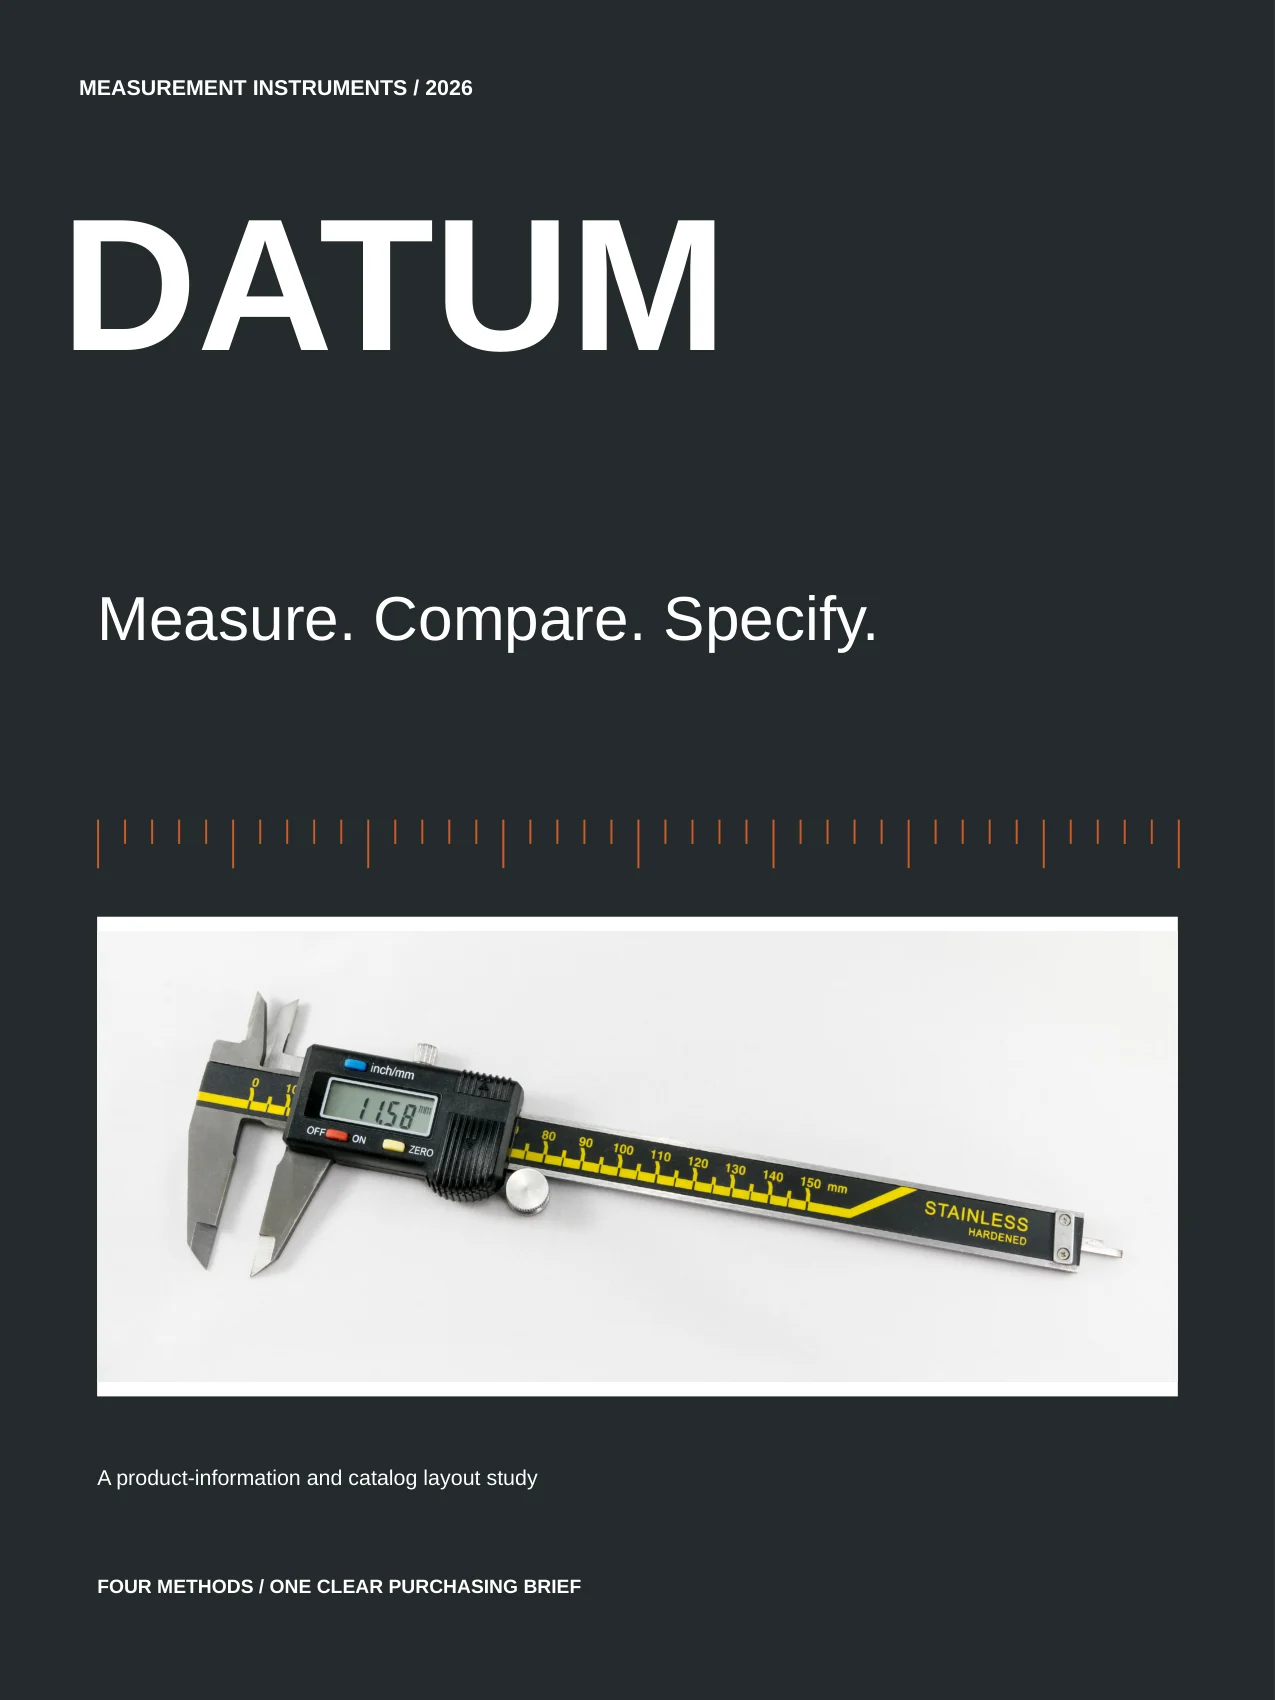 MEASUREMENT INSTRUMENTS / 2026
DATUM
Measure. Compare. Specify.
inch/mm
0 10
11.58 mm
OFF ON ZERO
80 90 100 110 120 130 140 150 mm
STAINLESS
HARDENED
A product-information and catalog layout study
FOUR METHODS / ONE CLEAR PURCHASING BRIEF